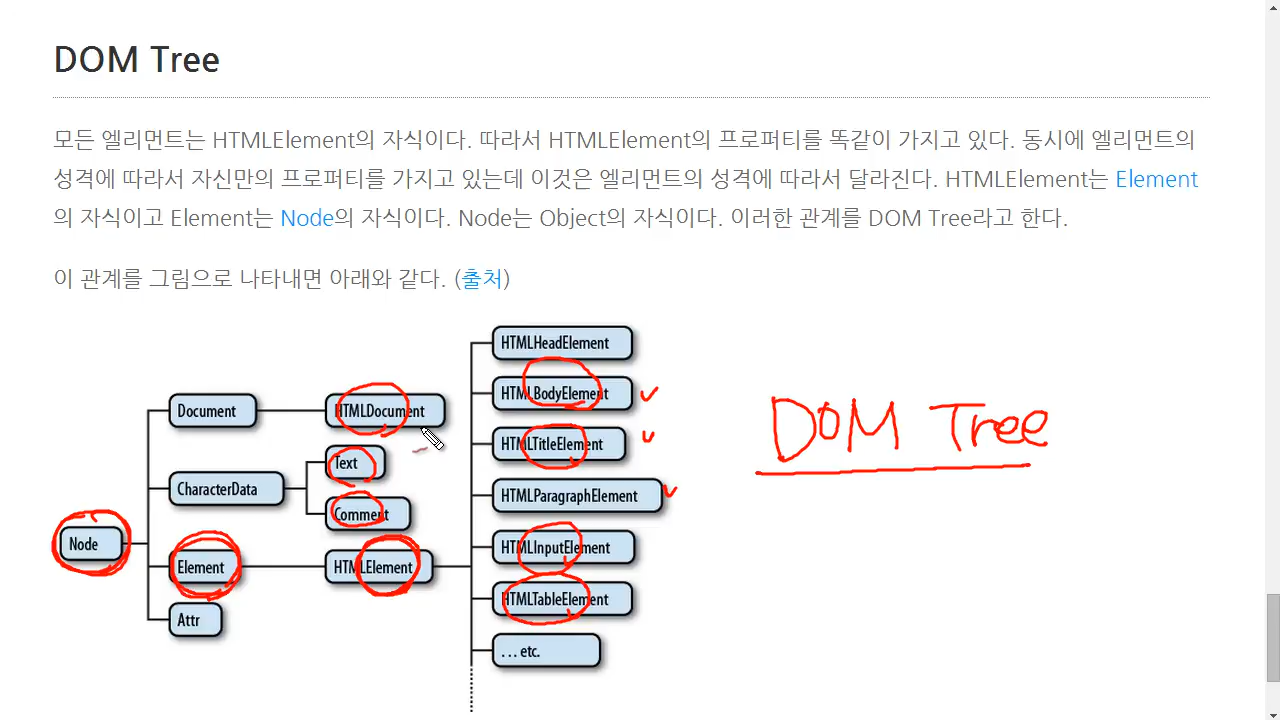 DOM Tree
모든 엘리먼트는 HTMLElement의 자식이다. 따라서 HTMLElement의 프로퍼티를 똑같이 가지고 있다. 동시에 엘리먼트의
성격에 따라서 자신만의 프로퍼티를 가지고 있는데 이것은 엘리먼트의 성격에 따라서 달라진다. HTMLElement는 Element
의 자식이고 Element는 Node의 자식이다. Node는 Object의 자식이다. 이러한 관계를 DOM Tree라고 한다.
이 관계를 그림으로 나타내면 아래와 같다. (출처)
Node
Document
CharacterData
Element
Attr
HTMLDocument
Text
Comment
HTMLElement
HTMLHeadElement
HTMLBodyElement
HTMLTitleElement
HTMLParagraphElement
HTMLInputElement
HTMLTableElement
. . . etc.
DOM Tree